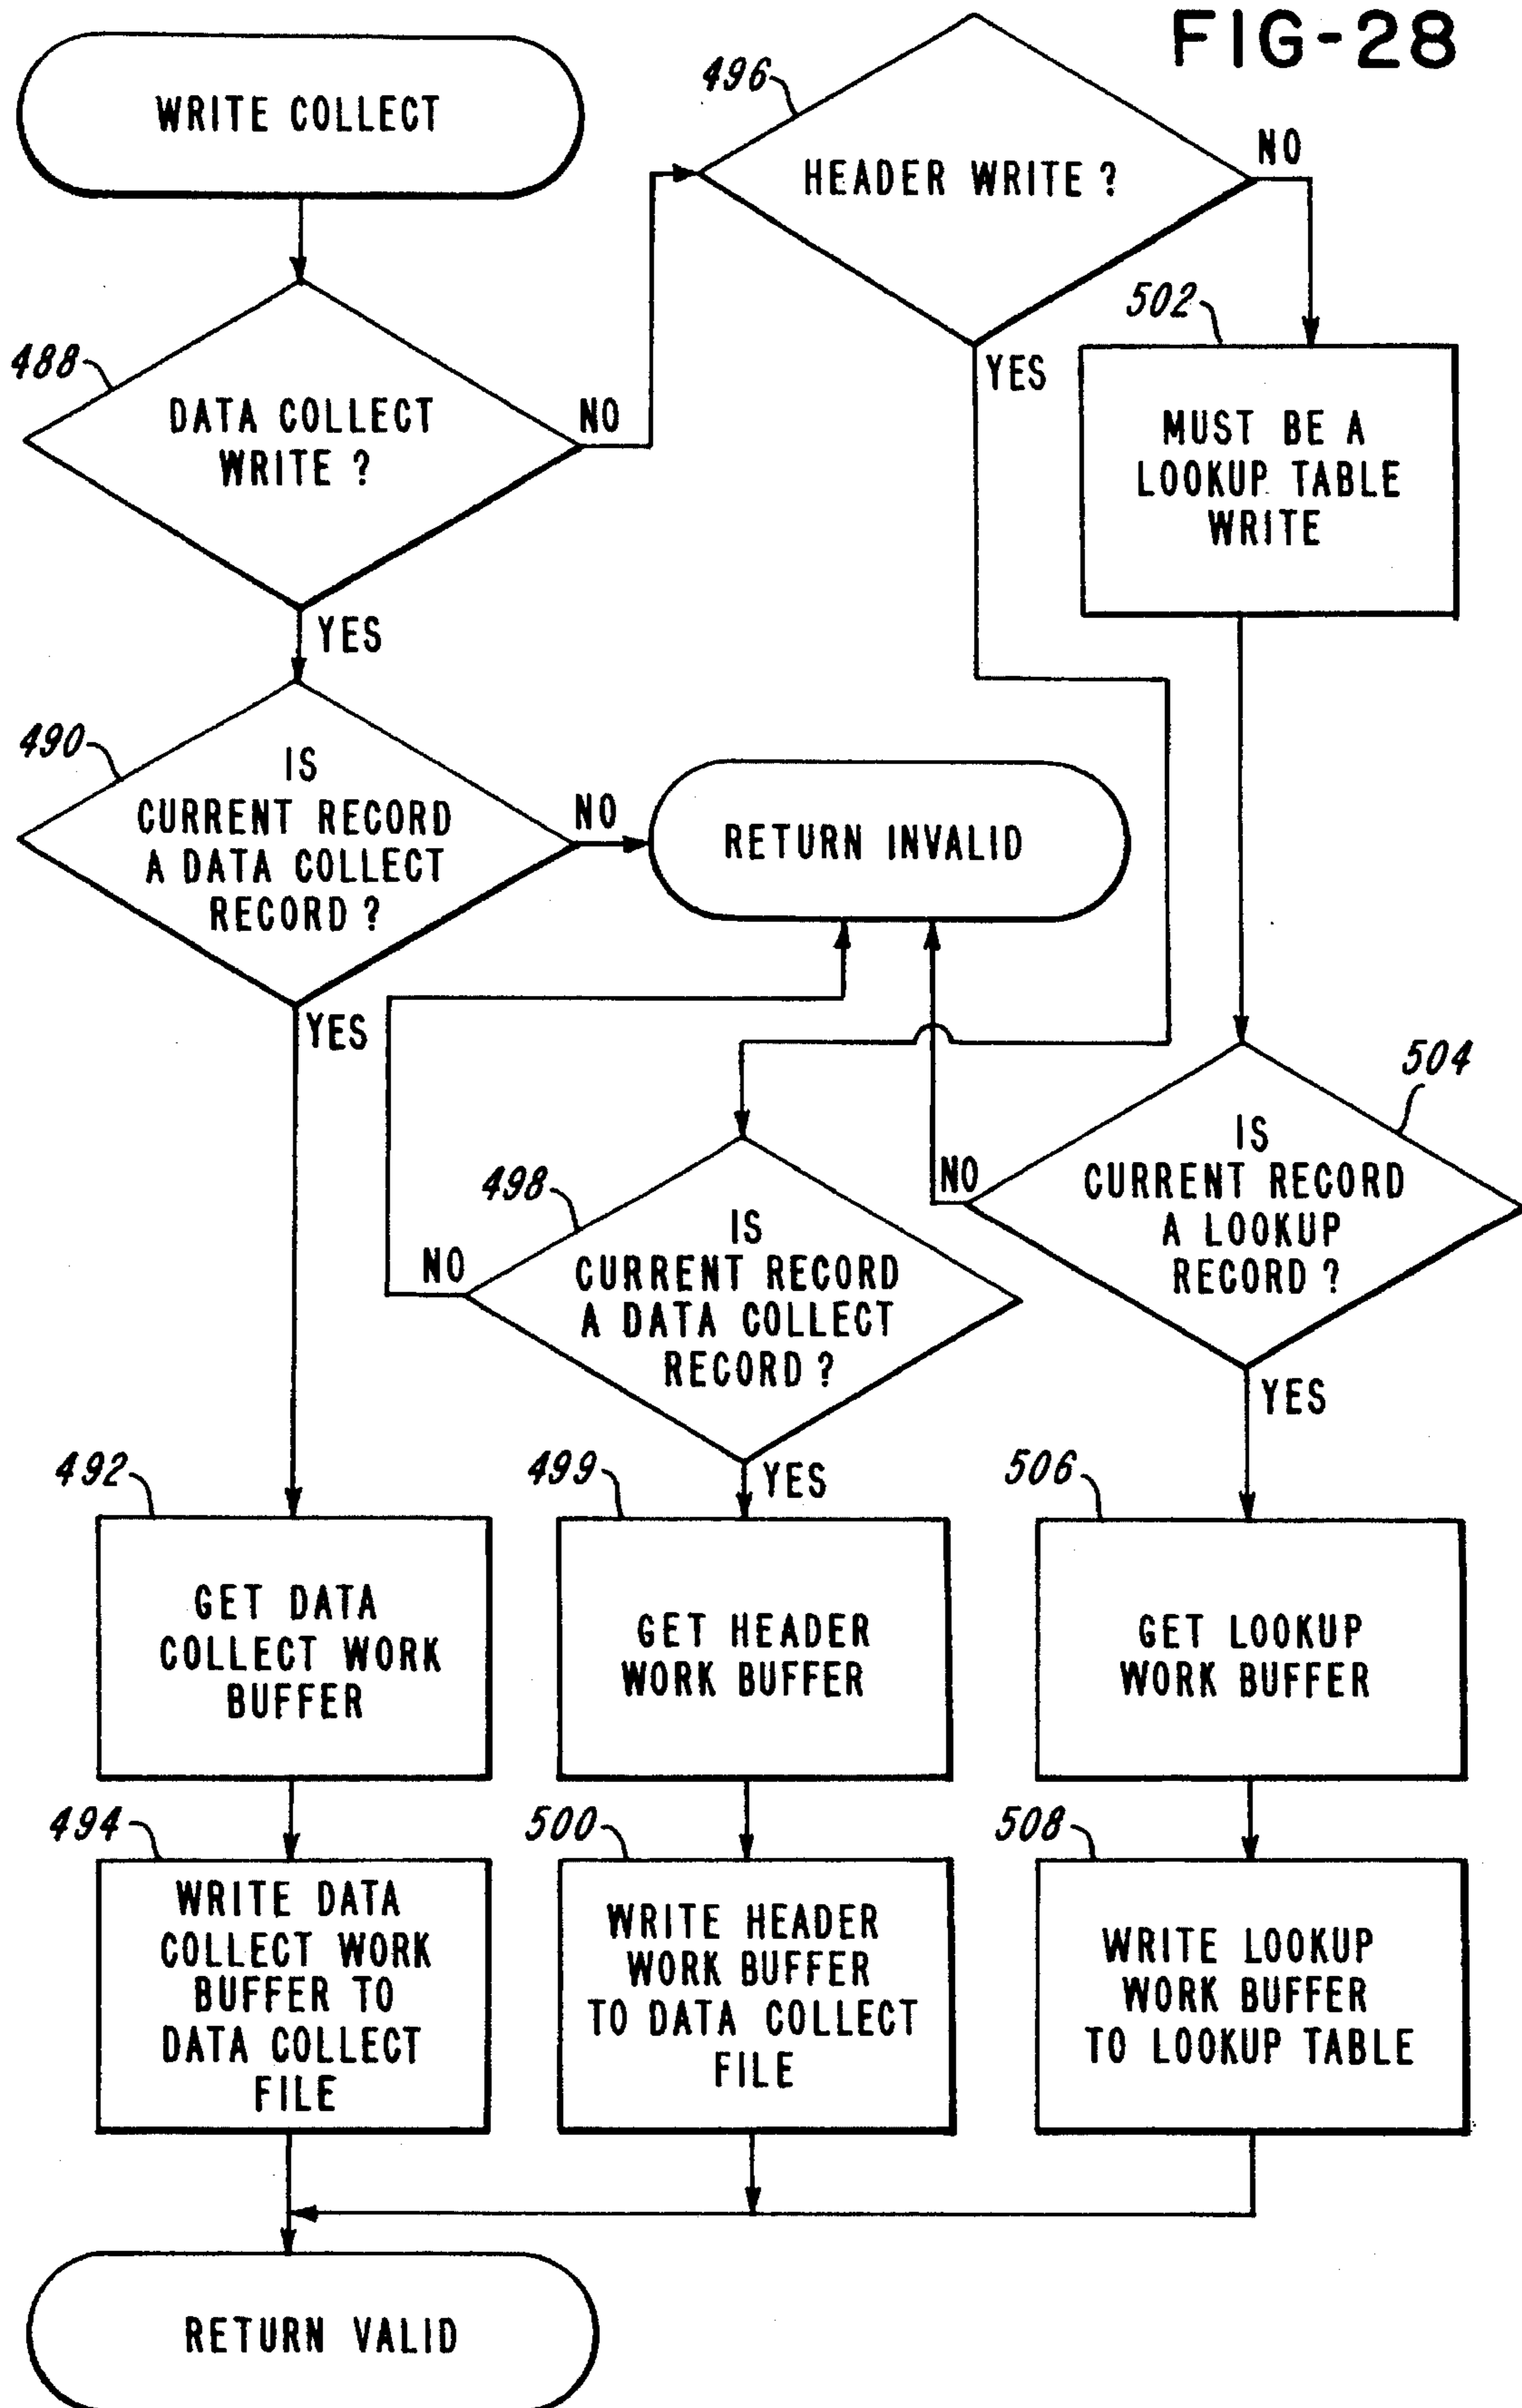 FIG-28
WRITE COLLECT
496
HEADER WRITE ?
NO
YES
488
DATA COLLECT
WRITE ?
NO
YES
502
MUST BE A
LOOKUP TABLE
WRITE
490
IS
CURRENT RECORD
A DATA COLLECT
RECORD ?
NO
YES
RETURN INVALID
504
IS
CURRENT RECORD
A LOOKUP
RECORD ?
NO
YES
498
IS
CURRENT RECORD
A DATA COLLECT
RECORD ?
NO
YES
492
GET DATA
COLLECT WORK
BUFFER
499
GET HEADER
WORK BUFFER
506
GET LOOKUP
WORK BUFFER
494
WRITE DATA
COLLECT WORK
BUFFER TO
DATA COLLECT
FILE
500
WRITE HEADER
WORK BUFFER
TO DATA COLLECT
FILE
508
WRITE LOOKUP
WORK BUFFER
TO LOOKUP TABLE
RETURN VALID